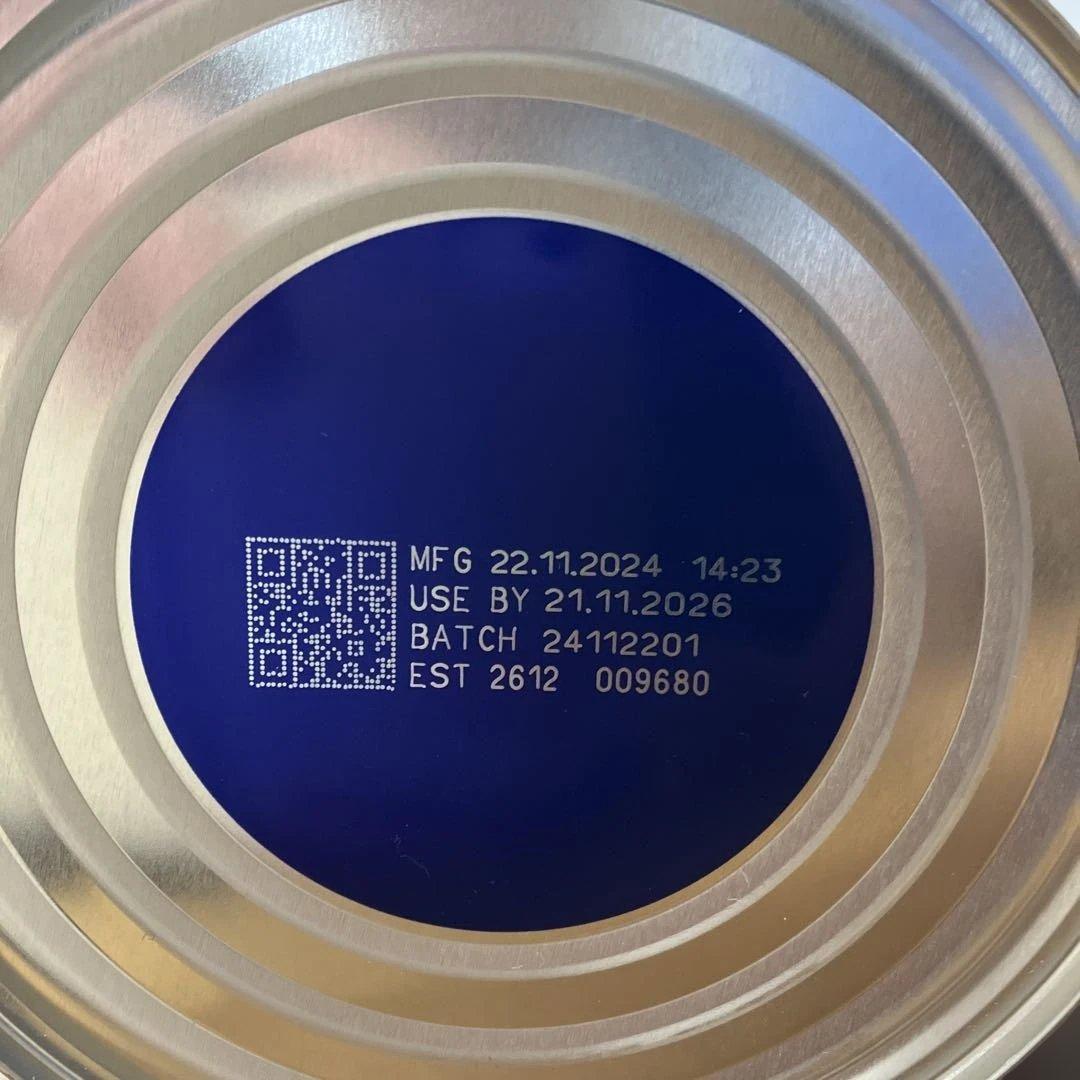 MFG 22.11.2024 14:23
USE BY 21.11.2026
BATCH 24112201
EST 2612 009680